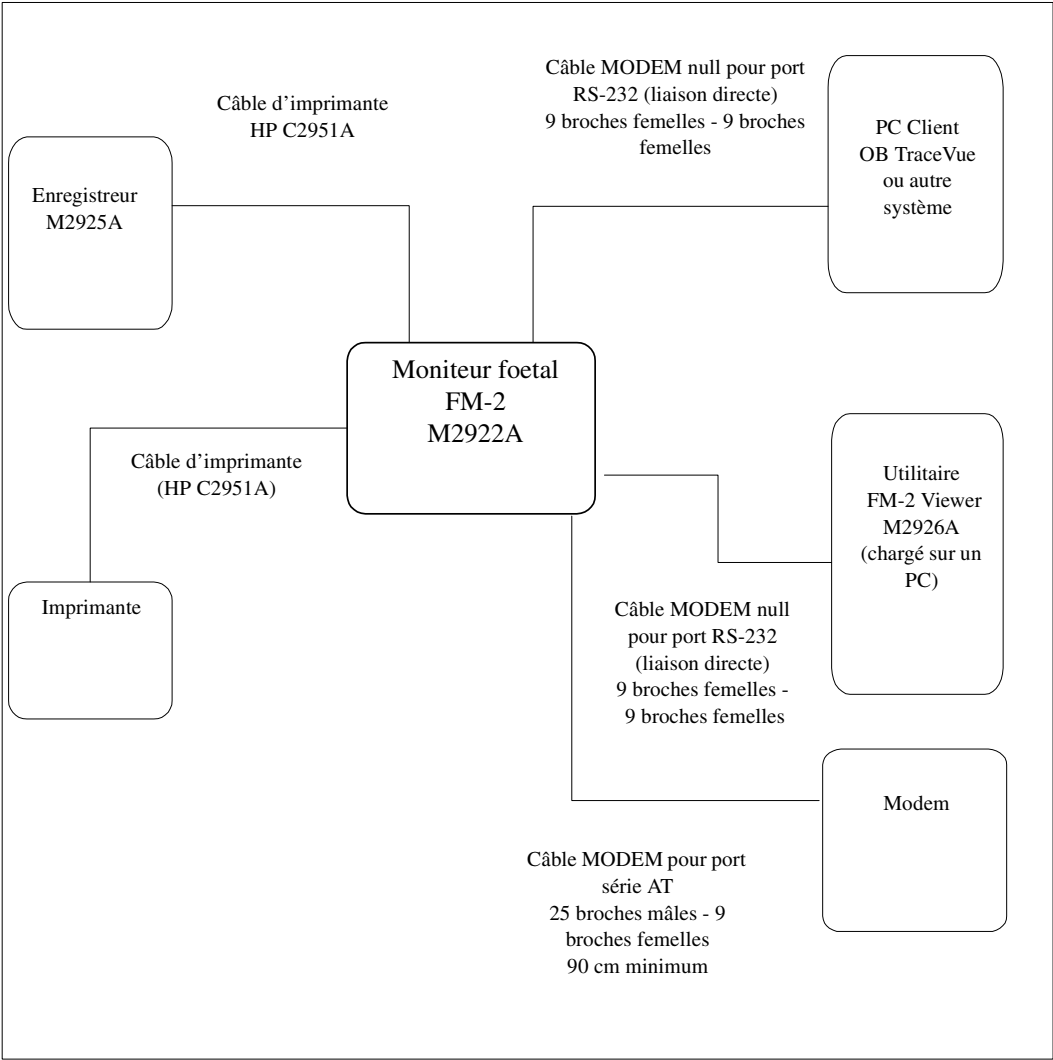 Câble d'imprimante
HP C2951A
Câble MODEM null pour port
RS-232 (liaison directe)
9 broches femelles - 9 broches
femelles
PC Client
OB TraceVue
ou autre
système
Enregistreur
M2925A
Moniteur foetal
FM-2
M2922A
Câble d'imprimante
(HP C2951A)
Utilitaire
FM-2 Viewer
M2926A
(chargé sur un
PC)
Imprimante
Câble MODEM null
pour port RS-232
(liaison directe)
9 broches femelles -
9 broches femelles
Modem
Câble MODEM pour port
série AT
25 broches mâles - 9
broches femelles
90 cm minimum